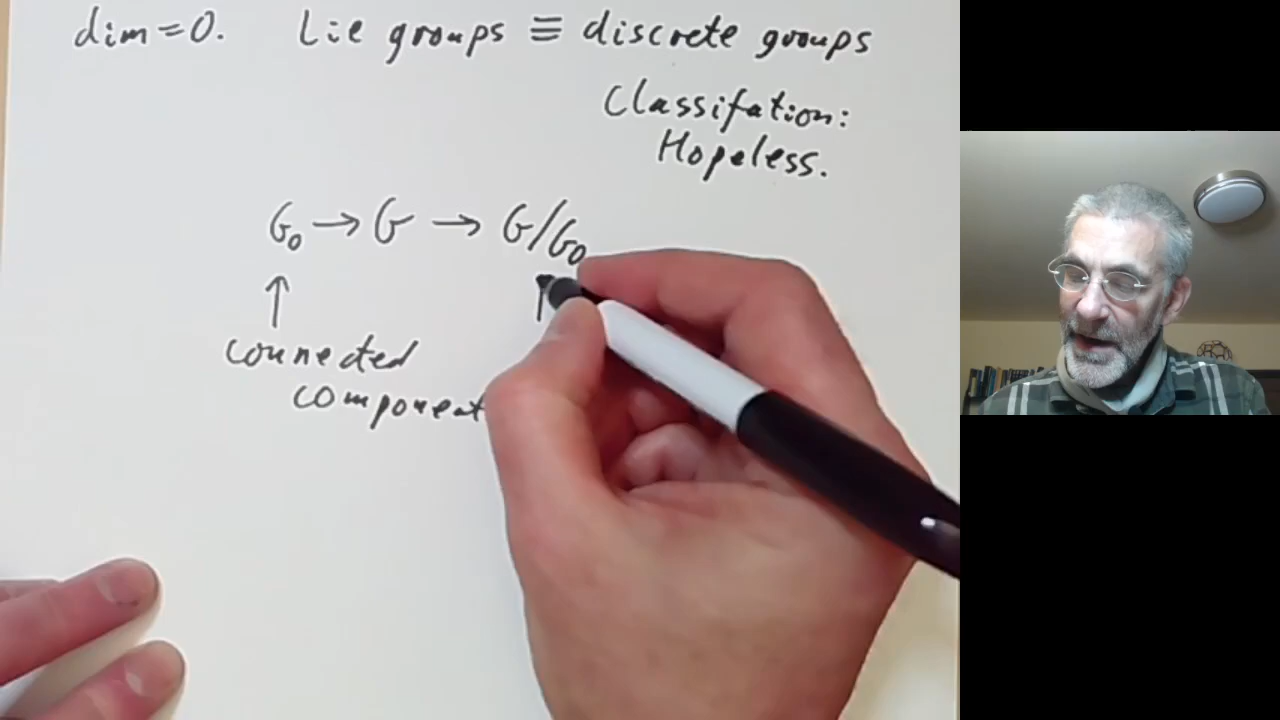 dim=0. Lie groups ≡ discrete groups
Classifation:
Hopeless.
G₀ → G → G/G₀
↑ ↑
connected
component